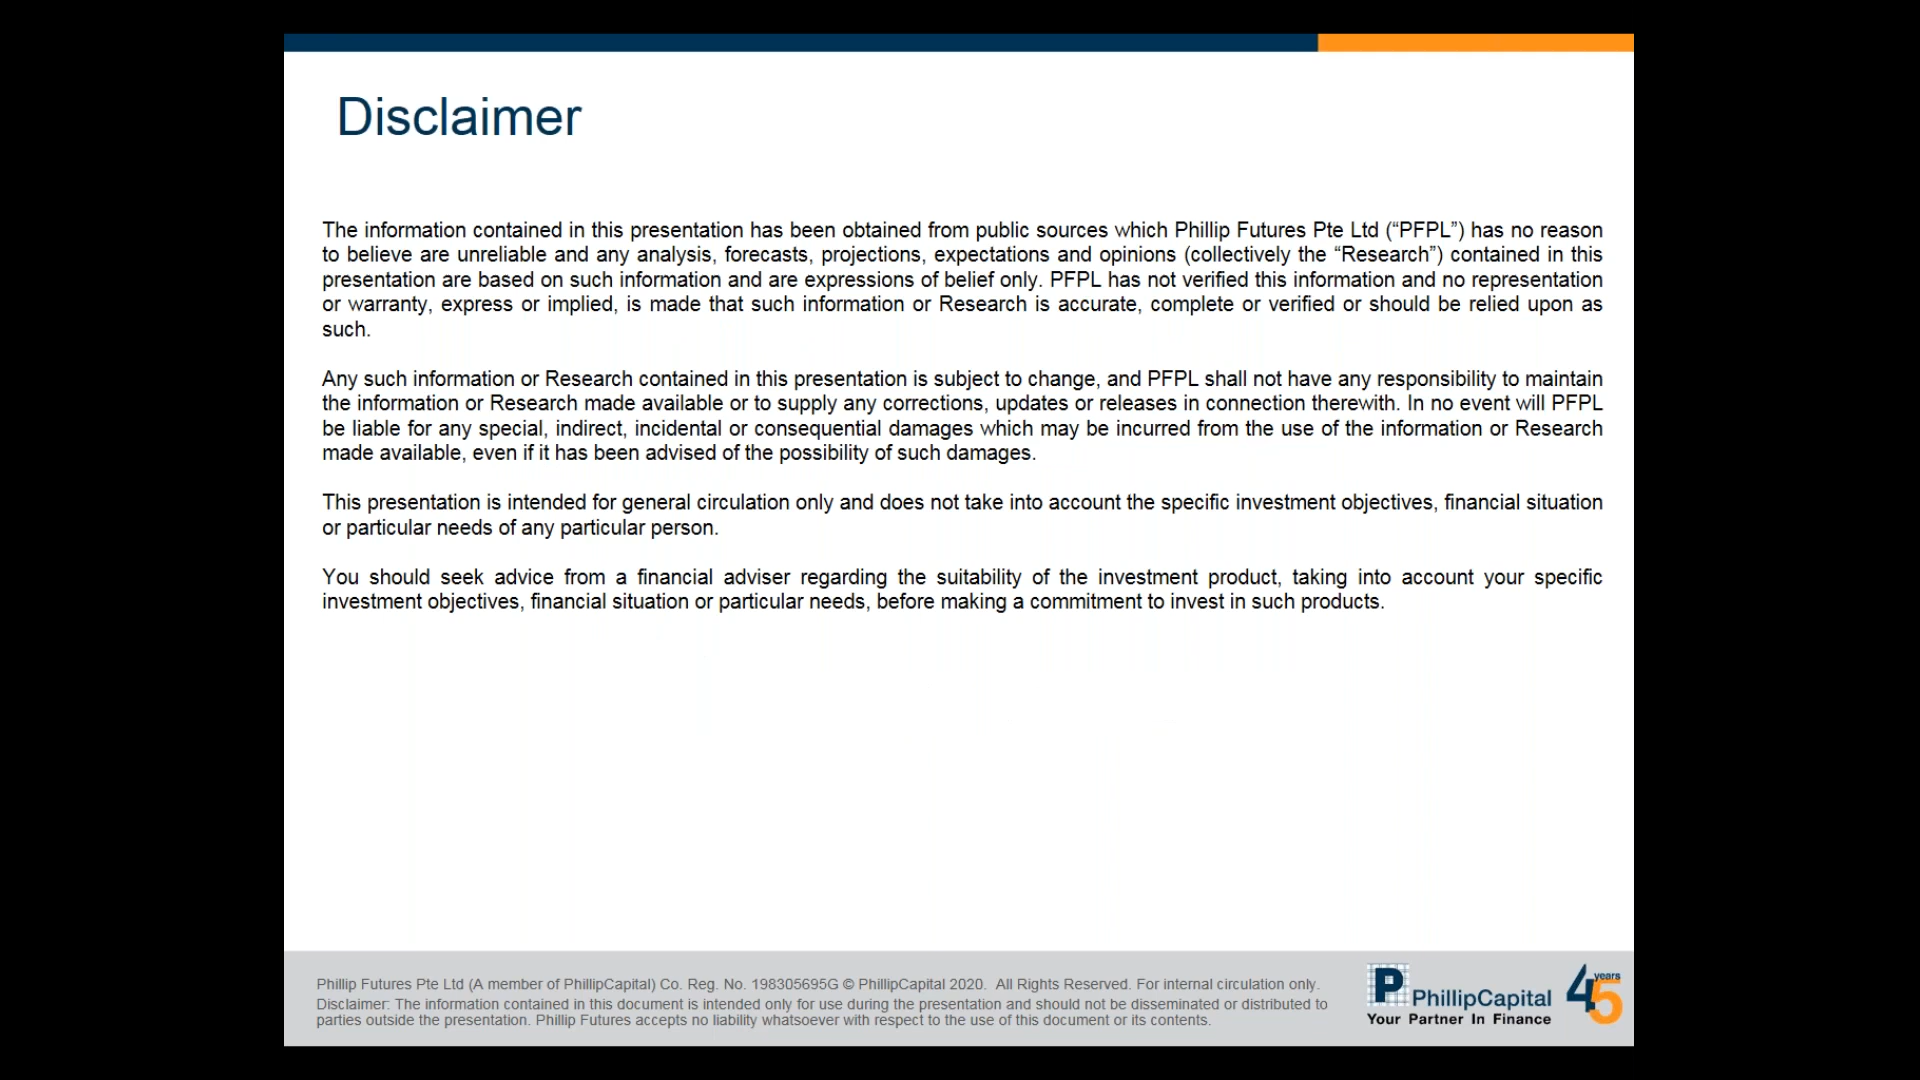 Disclaimer
The information contained in this presentation has been obtained from public sources which Phillip Futures Pte Ltd (“PFPL”) has no reason
to believe are unreliable and any analysis, forecasts, projections, expectations and opinions (collectively the “Research”) contained in this
presentation are based on such information and are expressions of belief only. PFPL has not verified this information and no representation
or warranty, express or implied, is made that such information or Research is accurate, complete or verified or should be relied upon as
such.
Any such information or Research contained in this presentation is subject to change, and PFPL shall not have any responsibility to maintain
the information or Research made available or to supply any corrections, updates or releases in connection therewith. In no event will PFPL
be liable for any special, indirect, incidental or consequential damages which may be incurred from the use of the information or Research
made available, even if it has been advised of the possibility of such damages.
This presentation is intended for general circulation only and does not take into account the specific investment objectives, financial situation
or particular needs of any particular person.
You should seek advice from a financial adviser regarding the suitability of the investment product, taking into account your specific
investment objectives, financial situation or particular needs, before making a commitment to invest in such products.
Phillip Futures Pte Ltd (A member of PhillipCapital) Co. Reg. No. 198305695G © PhillipCapital 2020. All Rights Reserved. For internal circulation only.
Disclaimer: The information contained in this document is intended only for use during the presentation and should not be disseminated or distributed to
parties outside the presentation. Phillip Futures accepts no liability whatsoever with respect to the use of this document or its contents.
P PhillipCapital
Your Partner In Finance
45 years